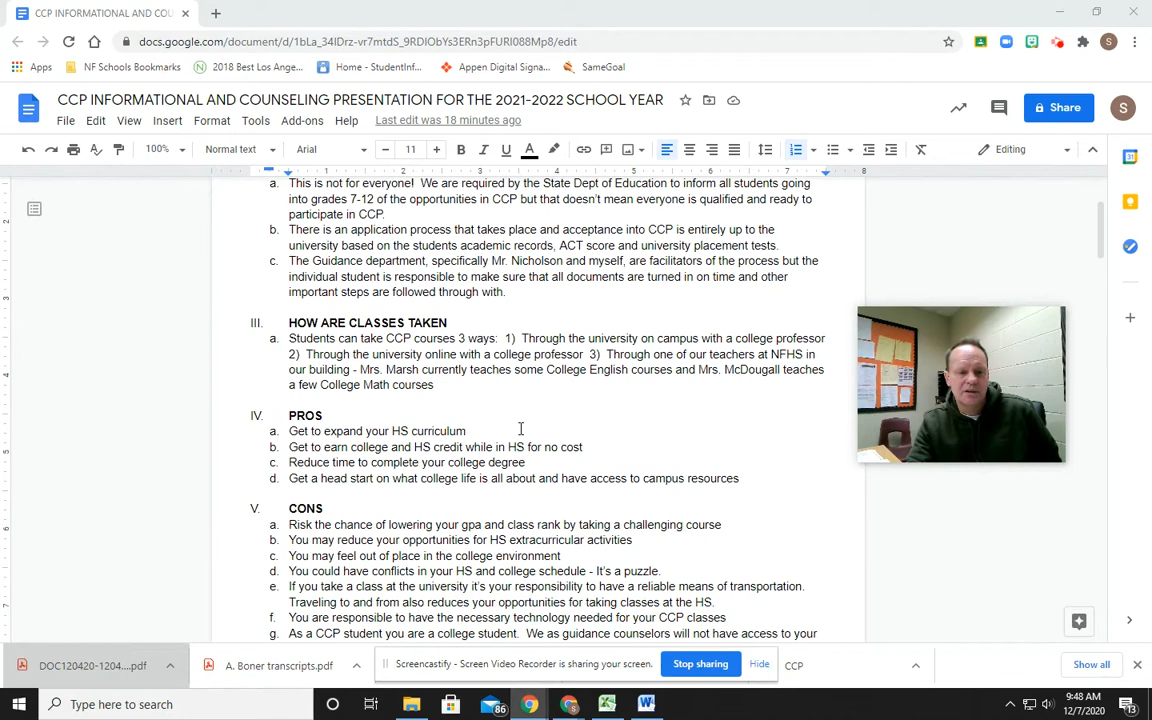 CCP INFORMATIONAL AND COU
docs.google.com/document/d/1bLa_34lDrz-vr7mtdS_9RDIObYs3ERn3pFURI088Mp8/edit
Apps
NF Schools Bookmarks
2018 Best Los Ange...
Home - StudentInf...
Appen Digital Signa...
SameGoal
CCP INFORMATIONAL AND COUNSELING PRESENTATION FOR THE 2021-2022 SCHOOL YEAR
Share
S
File Edit View Insert Format Tools Add-ons Help Last edit was 18 minutes ago
100% Normal text Arial 11 B I U A Editing
a. This is not for everyone! We are required by the State Dept of Education to inform all students going
into grades 7-12 of the opportunities in CCP but that doesn't mean everyone is qualified and ready to
participate in CCP.
b. There is an application process that takes place and acceptance into CCP is entirely up to the
university based on the students academic records, ACT score and university placement tests.
c. The Guidance department, specifically Mr. Nicholson and myself, are facilitators of the process but the
individual student is responsible to make sure that all documents are turned in on time and other
important steps are followed through with.
III. HOW ARE CLASSES TAKEN
a. Students can take CCP courses 3 ways: 1) Through the university on campus with a college professor
2) Through the university online with a college professor 3) Through one of our teachers at NFHS in
our building - Mrs. Marsh currently teaches some College English courses and Mrs. McDougall teaches
a few College Math courses
IV. PROS
a. Get to expand your HS curriculum
b. Get to earn college and HS credit while in HS for no cost
c. Reduce time to complete your college degree
d. Get a head start on what college life is all about and have access to campus resources
V. CONS
a. Risk the chance of lowering your gpa and class rank by taking a challenging course
b. You may reduce your opportunities for HS extracurricular activities
c. You may feel out of place in the college environment
d. You could have conflicts in your HS and college schedule - It's a puzzle.
e. If you take a class at the university it's your responsibility to have a reliable means of transportation.
Traveling to and from also reduces your opportunities for taking classes at the HS.
f. You are responsible to have the necessary technology needed for your CCP classes
g. As a CCP student you are a college student. We as guidance counselors will not have access to your
DOC120420-1204....pdf
A. Boner transcripts.pdf
Screencastify - Screen Video Recorder is sharing your screen.
Stop sharing
Hide
CCP
Show all
Type here to search
86
9:48 AM
12/7/2020
13